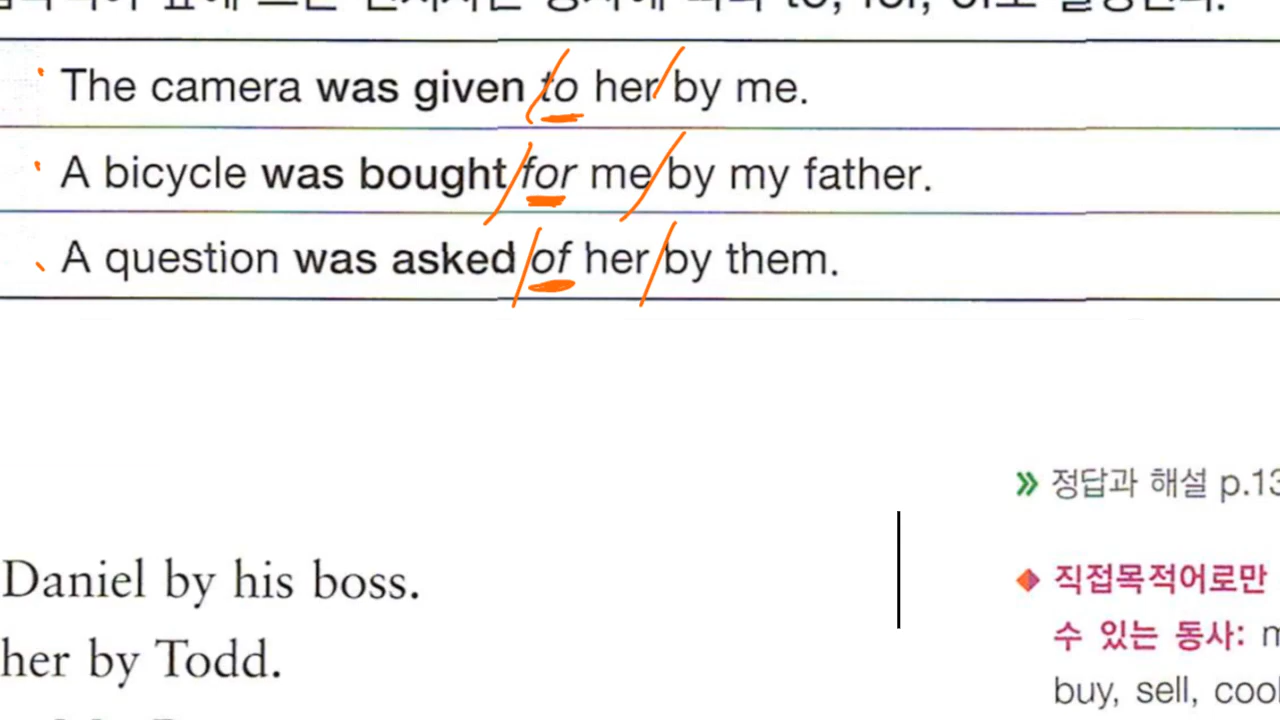 The camera was given to her by me.
A bicycle was bought for me by my father.
A question was asked of her by them.
정답과 해설 p.13
Daniel by his boss.
직접목적어로만
her by Todd.
수 있는 동사:
buy, sell,